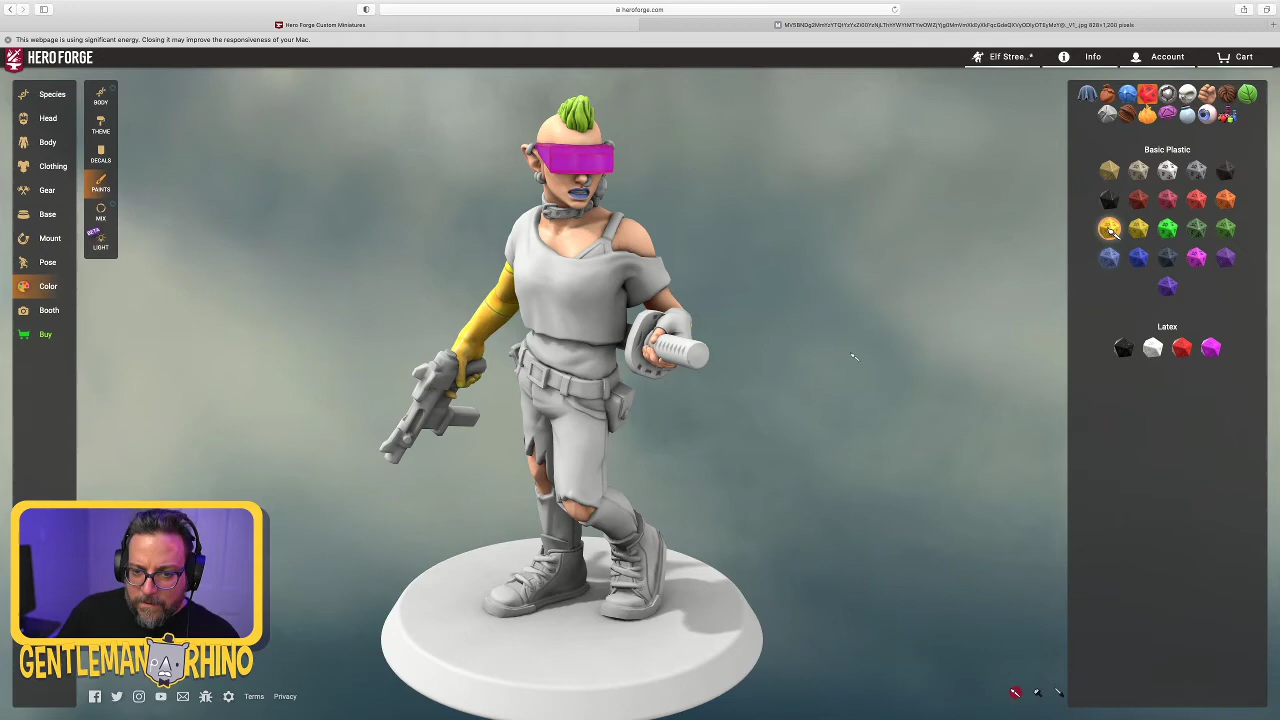 heroforge.com
Hero Forge Custom Miniatures
This webpage is using significant energy. Closing it may improve the responsiveness of your Mac.
HERO FORGE
Elf Stree..*
Info
Account
Cart
Species
Head
Body
Clothing
Gear
Base
Mount
Pose
Color
Booth
Buy
BODY
THEME
DECALS
PAINTS
MIX
BETA
LIGHT
Basic Plastic
Latex
GENTLEMAN RHINO
Terms
Privacy